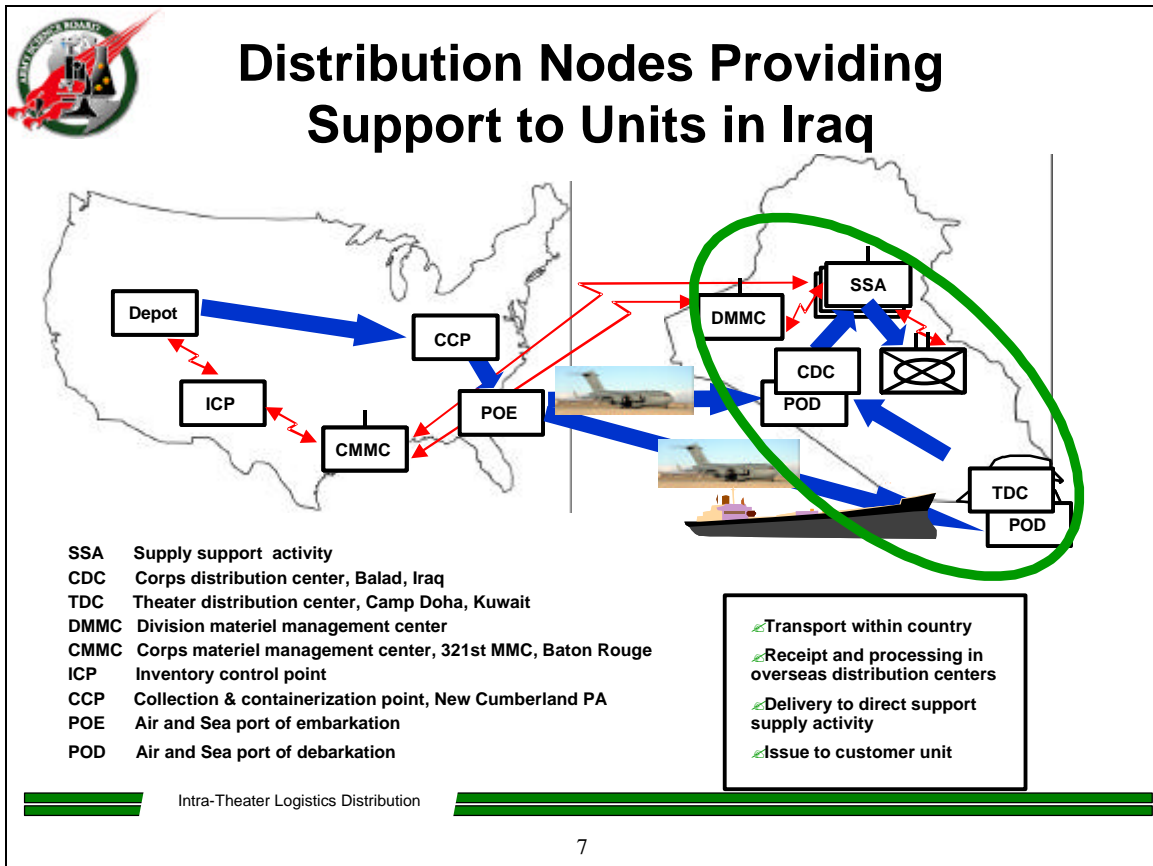 ARMY SCIENCE BOARD
Distribution Nodes Providing
Support to Units in Iraq
Depot
CCP
ICP
CMMC
POE
DMMC
SSA
CDC
POD
TDC
POD
SSA Supply support activity
CDC Corps distribution center, Balad, Iraq
TDC Theater distribution center, Camp Doha, Kuwait
DMMC Division materiel management center
CMMC Corps materiel management center, 321st MMC, Baton Rouge
ICP Inventory control point
CCP Collection & containerization point, New Cumberland PA
POE Air and Sea port of embarkation
POD Air and Sea port of debarkation
Transport within country
Receipt and processing in
overseas distribution centers
Delivery to direct support
supply activity
Issue to customer unit
Intra-Theater Logistics Distribution
7